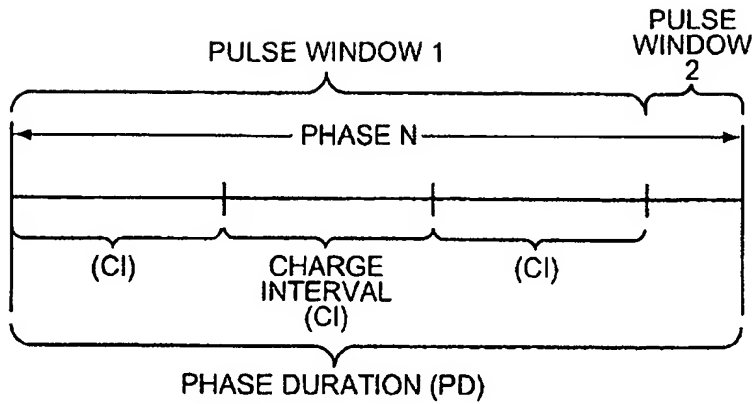 PULSE WINDOW 1
PULSE
WINDOW
2
PHASE N
(CI)
CHARGE
INTERVAL
(CI)
(CI)
PHASE DURATION (PD)